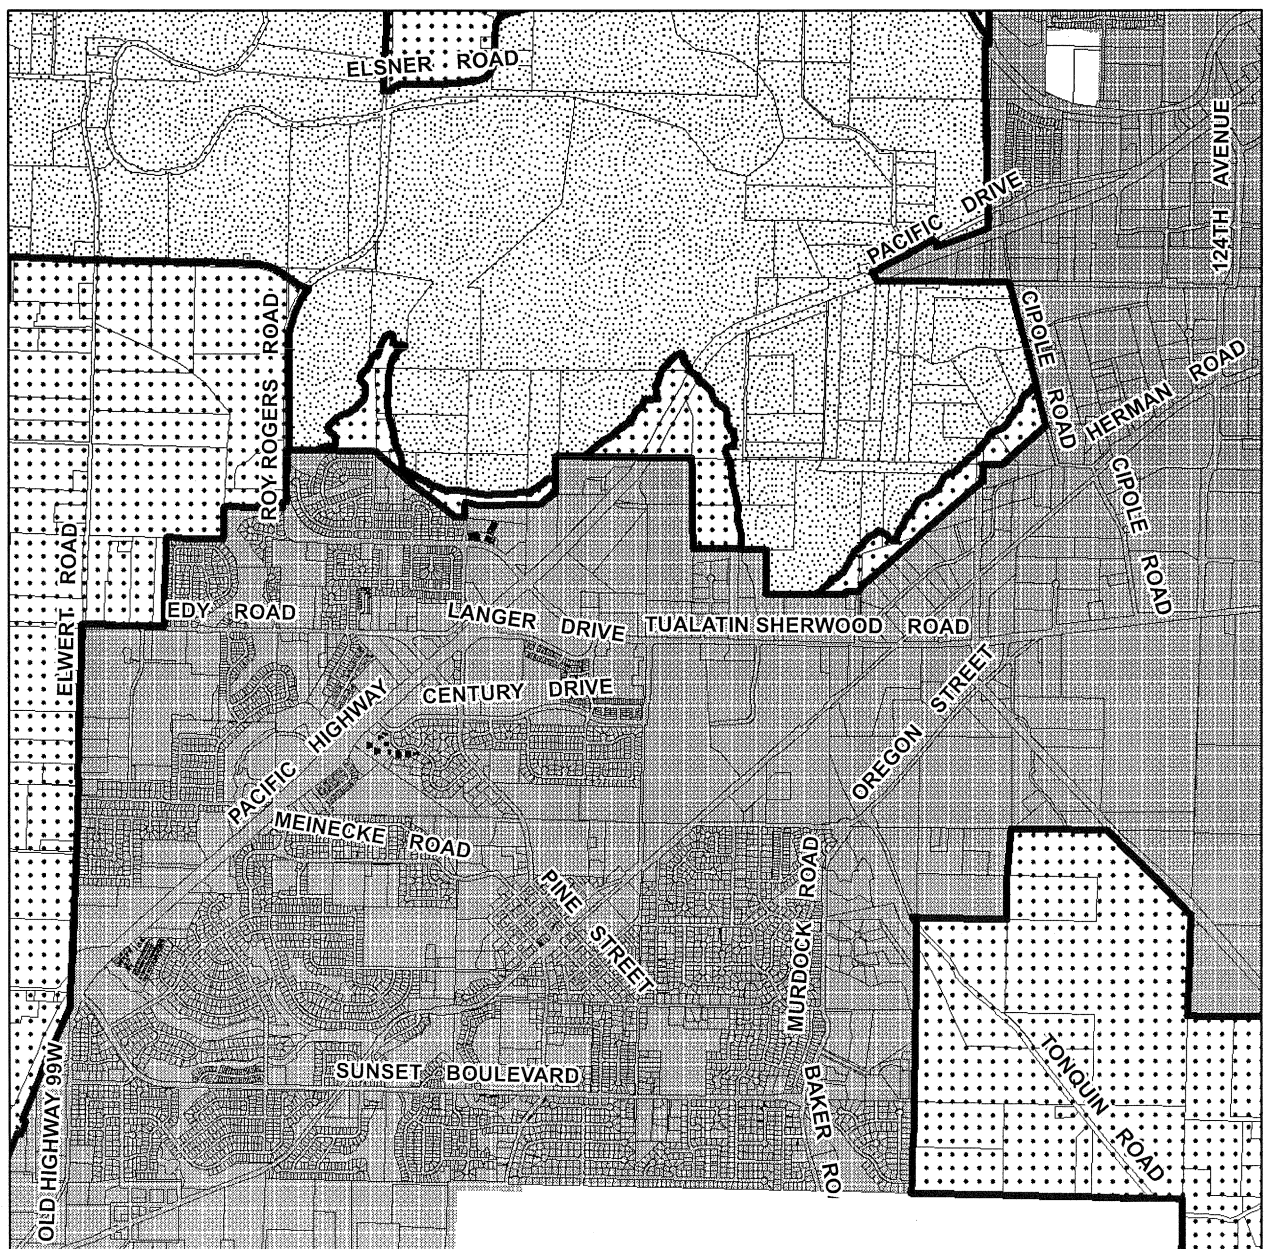 ELSNER ROAD
124TH AVENUE
PACIFIC DRIVE
CIPOLE ROAD
ROY ROGERS ROAD
HERMAN ROAD
CIPOLE ROAD
ELWERT ROAD
EDY ROAD
LANGER DRIVE
TUALATIN SHERWOOD ROAD
CENTURY DRIVE
OREGON STREET
PACIFIC HIGHWAY
MEINECKE ROAD
MURDOCK ROAD
PINE STREET
SUNSET BOULEVARD
OLD HIGHWAY 99W
BAKER RO
TONQUIN ROAD